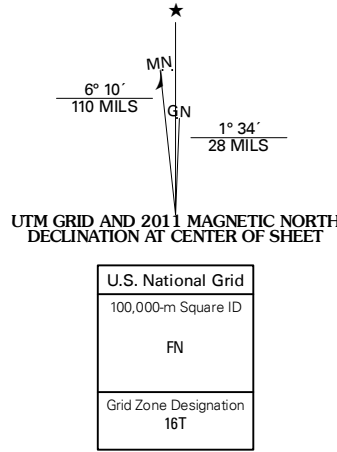 ★
M.N.
6° 10´
110 MILS
GN
1° 34´
28 MILS
UTM GRID AND 2011 MAGNETIC NORTH
DECLINATION AT CENTER OF SHEET
U.S. National Grid
100,000-m Square ID
FN
Grid Zone Designation
16T